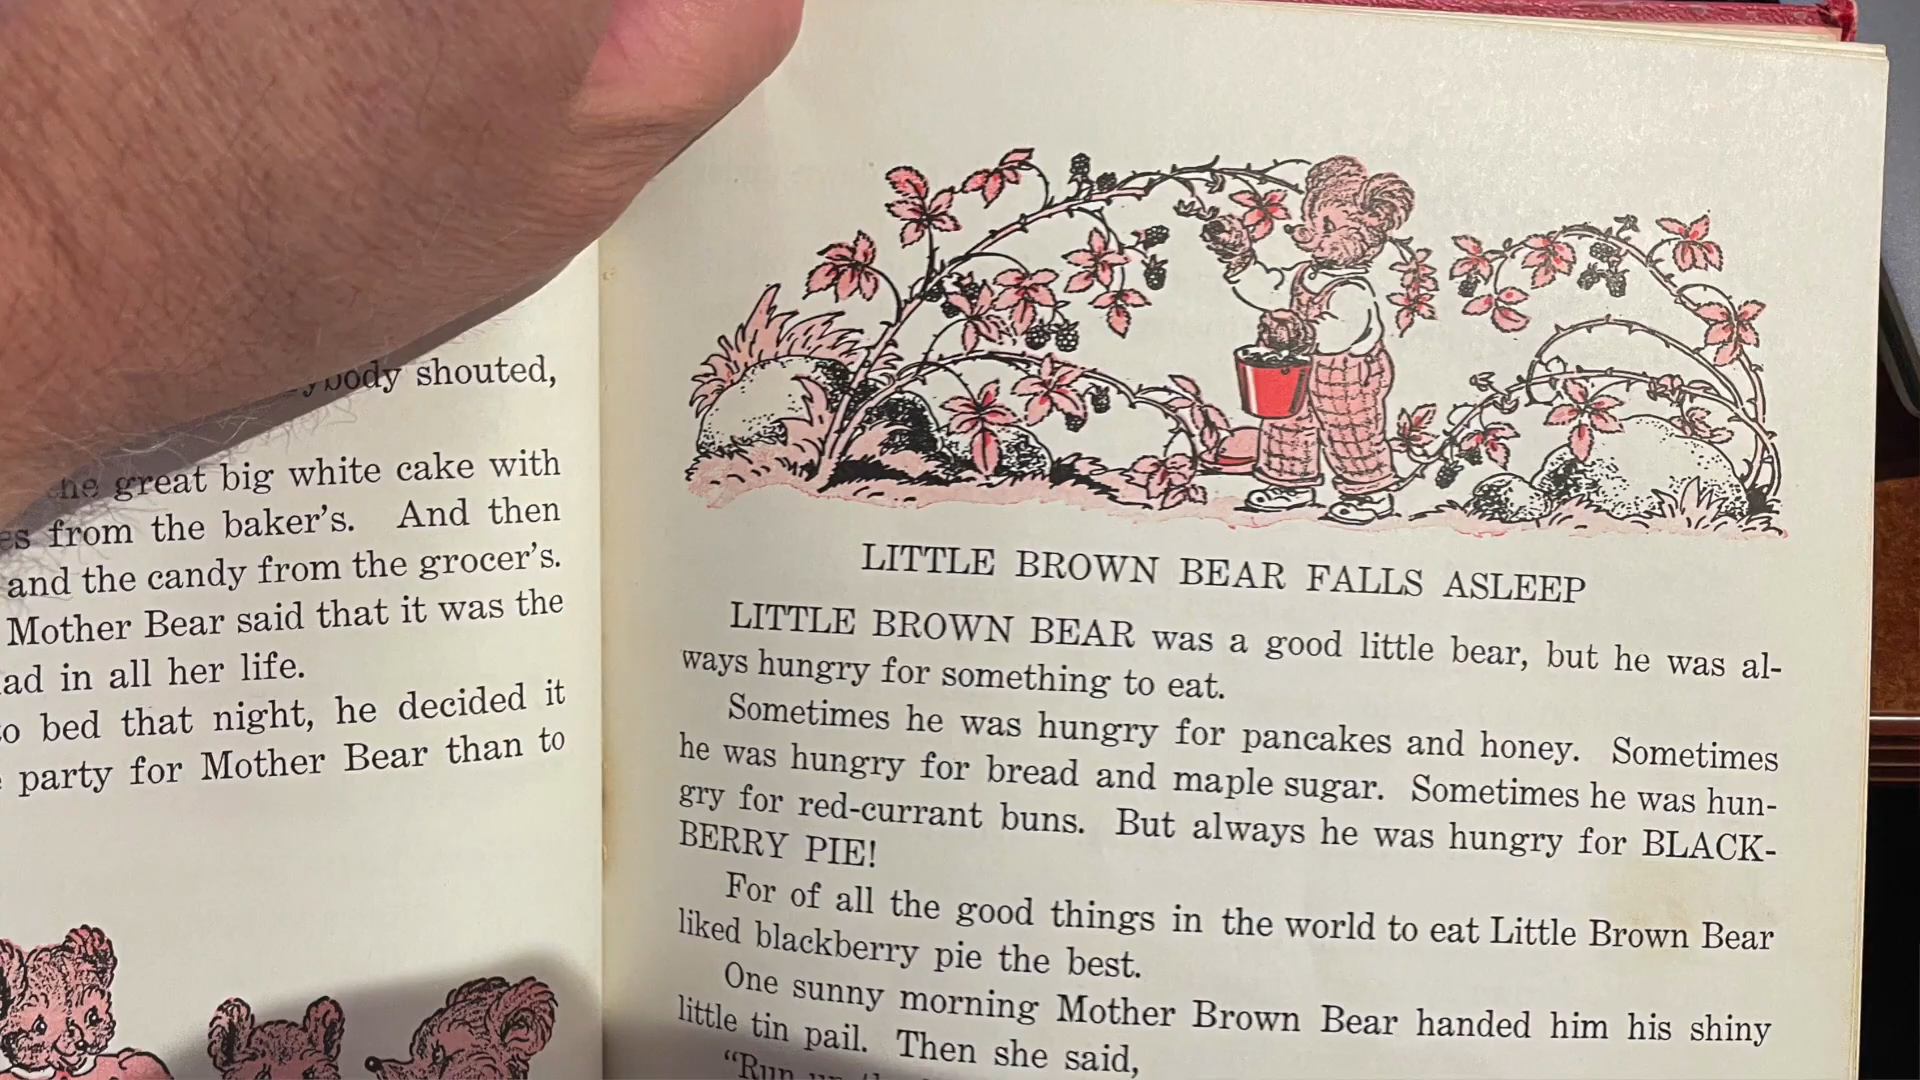 shouted,
great big white cake with
from the baker's. And then
and the candy from the grocer's.
Mother Bear said that it was the
in all her life.
bed that night, he decided it
party for Mother Bear than to
LITTLE BROWN BEAR FALLS ASLEEP
LITTLE BROWN BEAR was a good little bear, but he was al-
ways hungry for something to eat.
Sometimes he was hungry for pancakes and honey. Sometimes
he was hungry for bread and maple sugar. Sometimes he was hun-
gry for red-currant buns. But always he was hungry for BLACK-
BERRY PIE!
For of all the good things in the world to eat Little Brown Bear
liked blackberry pie the best.
One sunny morning Mother Brown Bear handed him his shiny
little tin pail. Then she said,
"Run